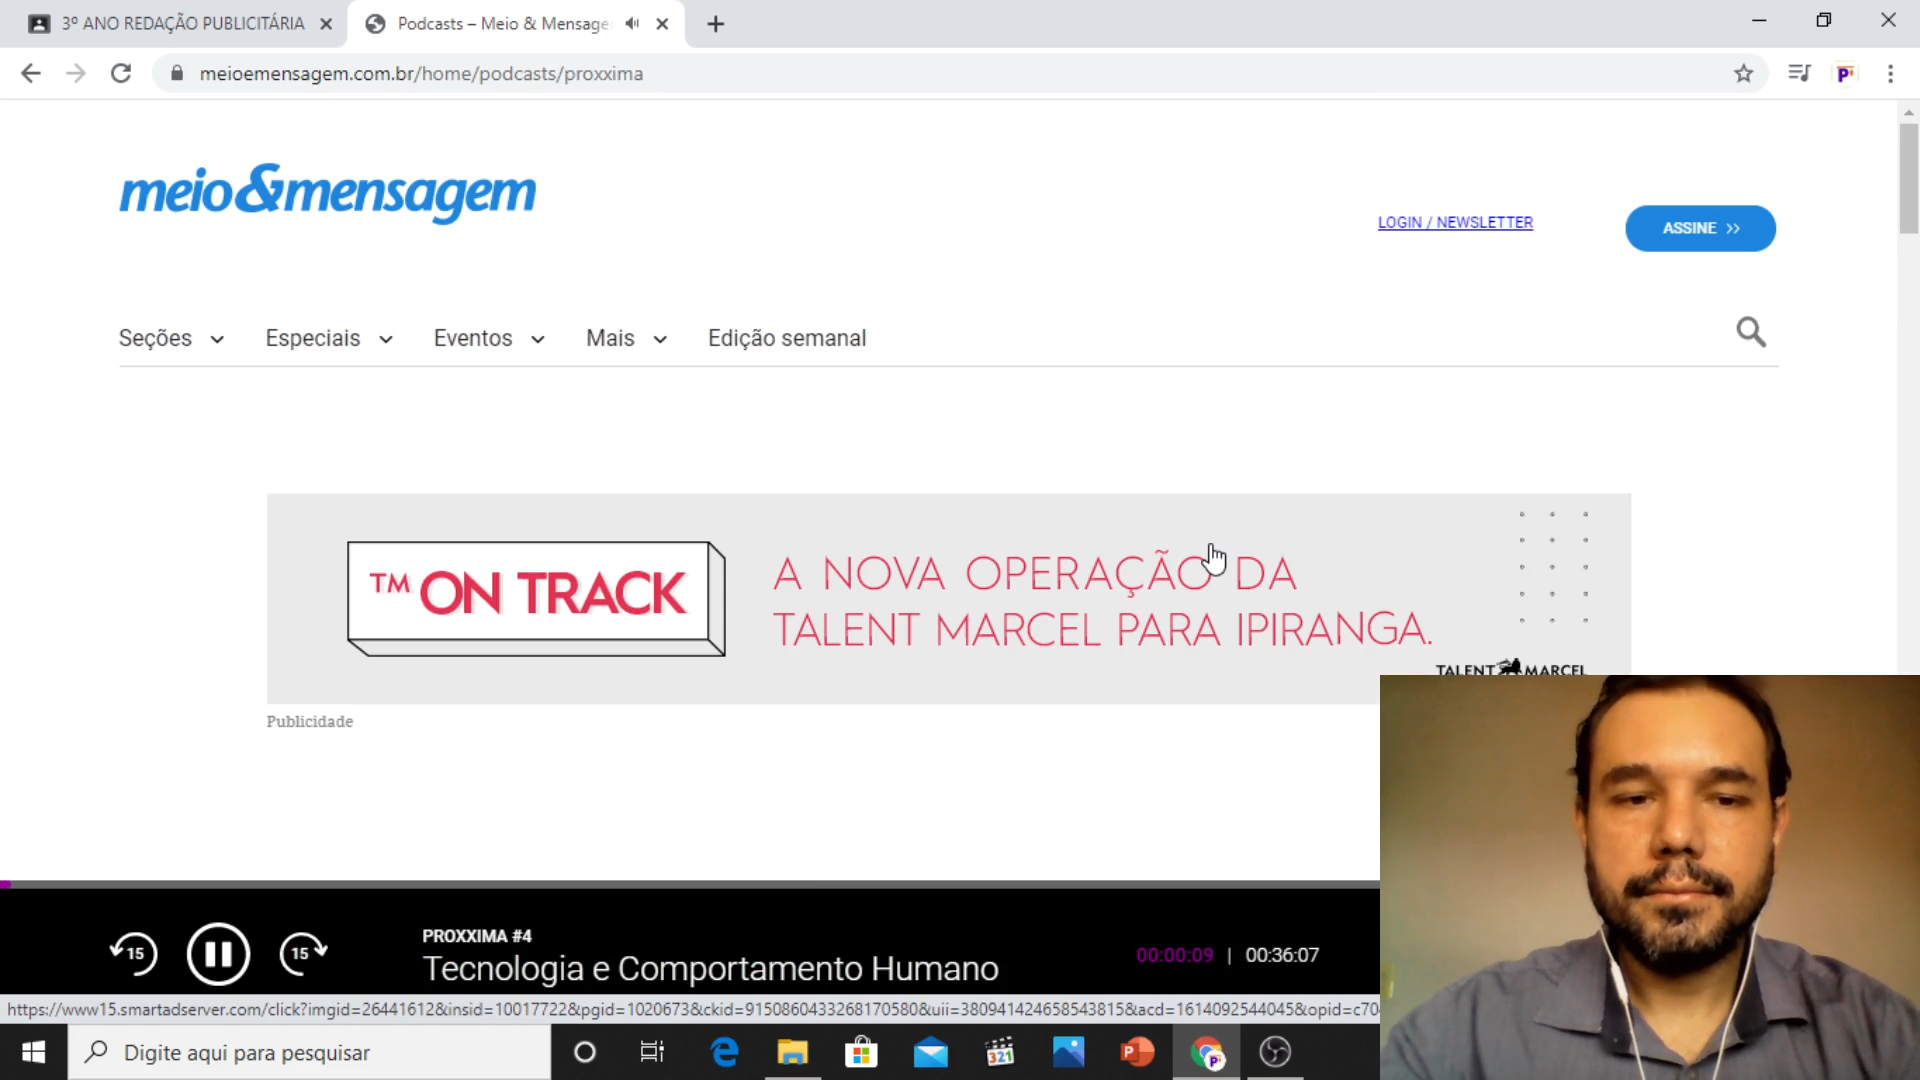 3º ANO REDAÇÃO PUBLICITÁRIA
Podcasts – Meio & Mensage
meioemensagem.com.br/home/podcasts/proxxima
meio&mensagem
LOGIN / NEWSLETTER
ASSINE >>
Seções
Especiais
Eventos
Mais
Edição semanal
™ ON TRACK
A NOVA OPERAÇÃO DA
TALENT MARCEL PARA IPIRANGA.
TALENT MARCEL
Publicidade
15
15
PROXXIMA #4
Tecnologia e Comportamento Humano
00:00:09 | 00:36:07
https://www15.smartadserver.com/click?imgid=26441612&insid=10017722&pgid=1020673&ckid=9150860433268170580&uii=380941424658543815&acd=1614092544045&opid=c70
Digite aqui para pesquisar
321